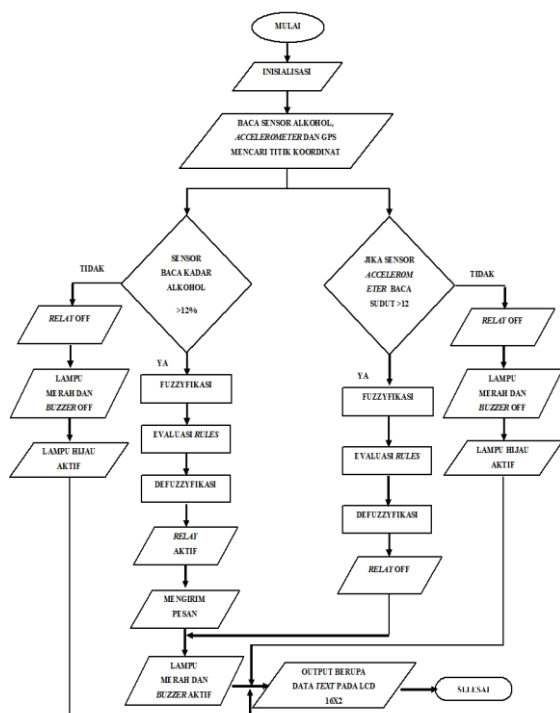 MULAI
INISIALISASI
BACA SENSOR ALKOHOL,
ACCELEROMETER DAN GPS
MENCARI TITIK KOORDINAT
SENSOR
BACA KADAR
ALKOHOL
>12%
TIDAK
YA
RELAY OFF
LAMPU
MERAH DAN
BUZZER OFF
LAMPU HIJAU
AKTIF
FUZZYFIKASI
EVALUASI RULES
DEFUZZYFIKASI
RELAY
AKTIF
MENGIRIM
PESAN
LAMPU
MERAH DAN
BUZZER AKTIF
JIKA SENSOR
ACCELEROM
ETER BACA
SUDUT >12
TIDAK
YA
RELAY OFF
LAMPU
MERAH DAN
BUZZER OFF
LAMPU HIJAU
AKTIF
FUZZYFIKASI
EVALUASI RULES
DEFUZZYFIKASI
RELAY OFF
OUTPUT BERUPA
DATA TEXT PADA LCD
16X2
SELESAI